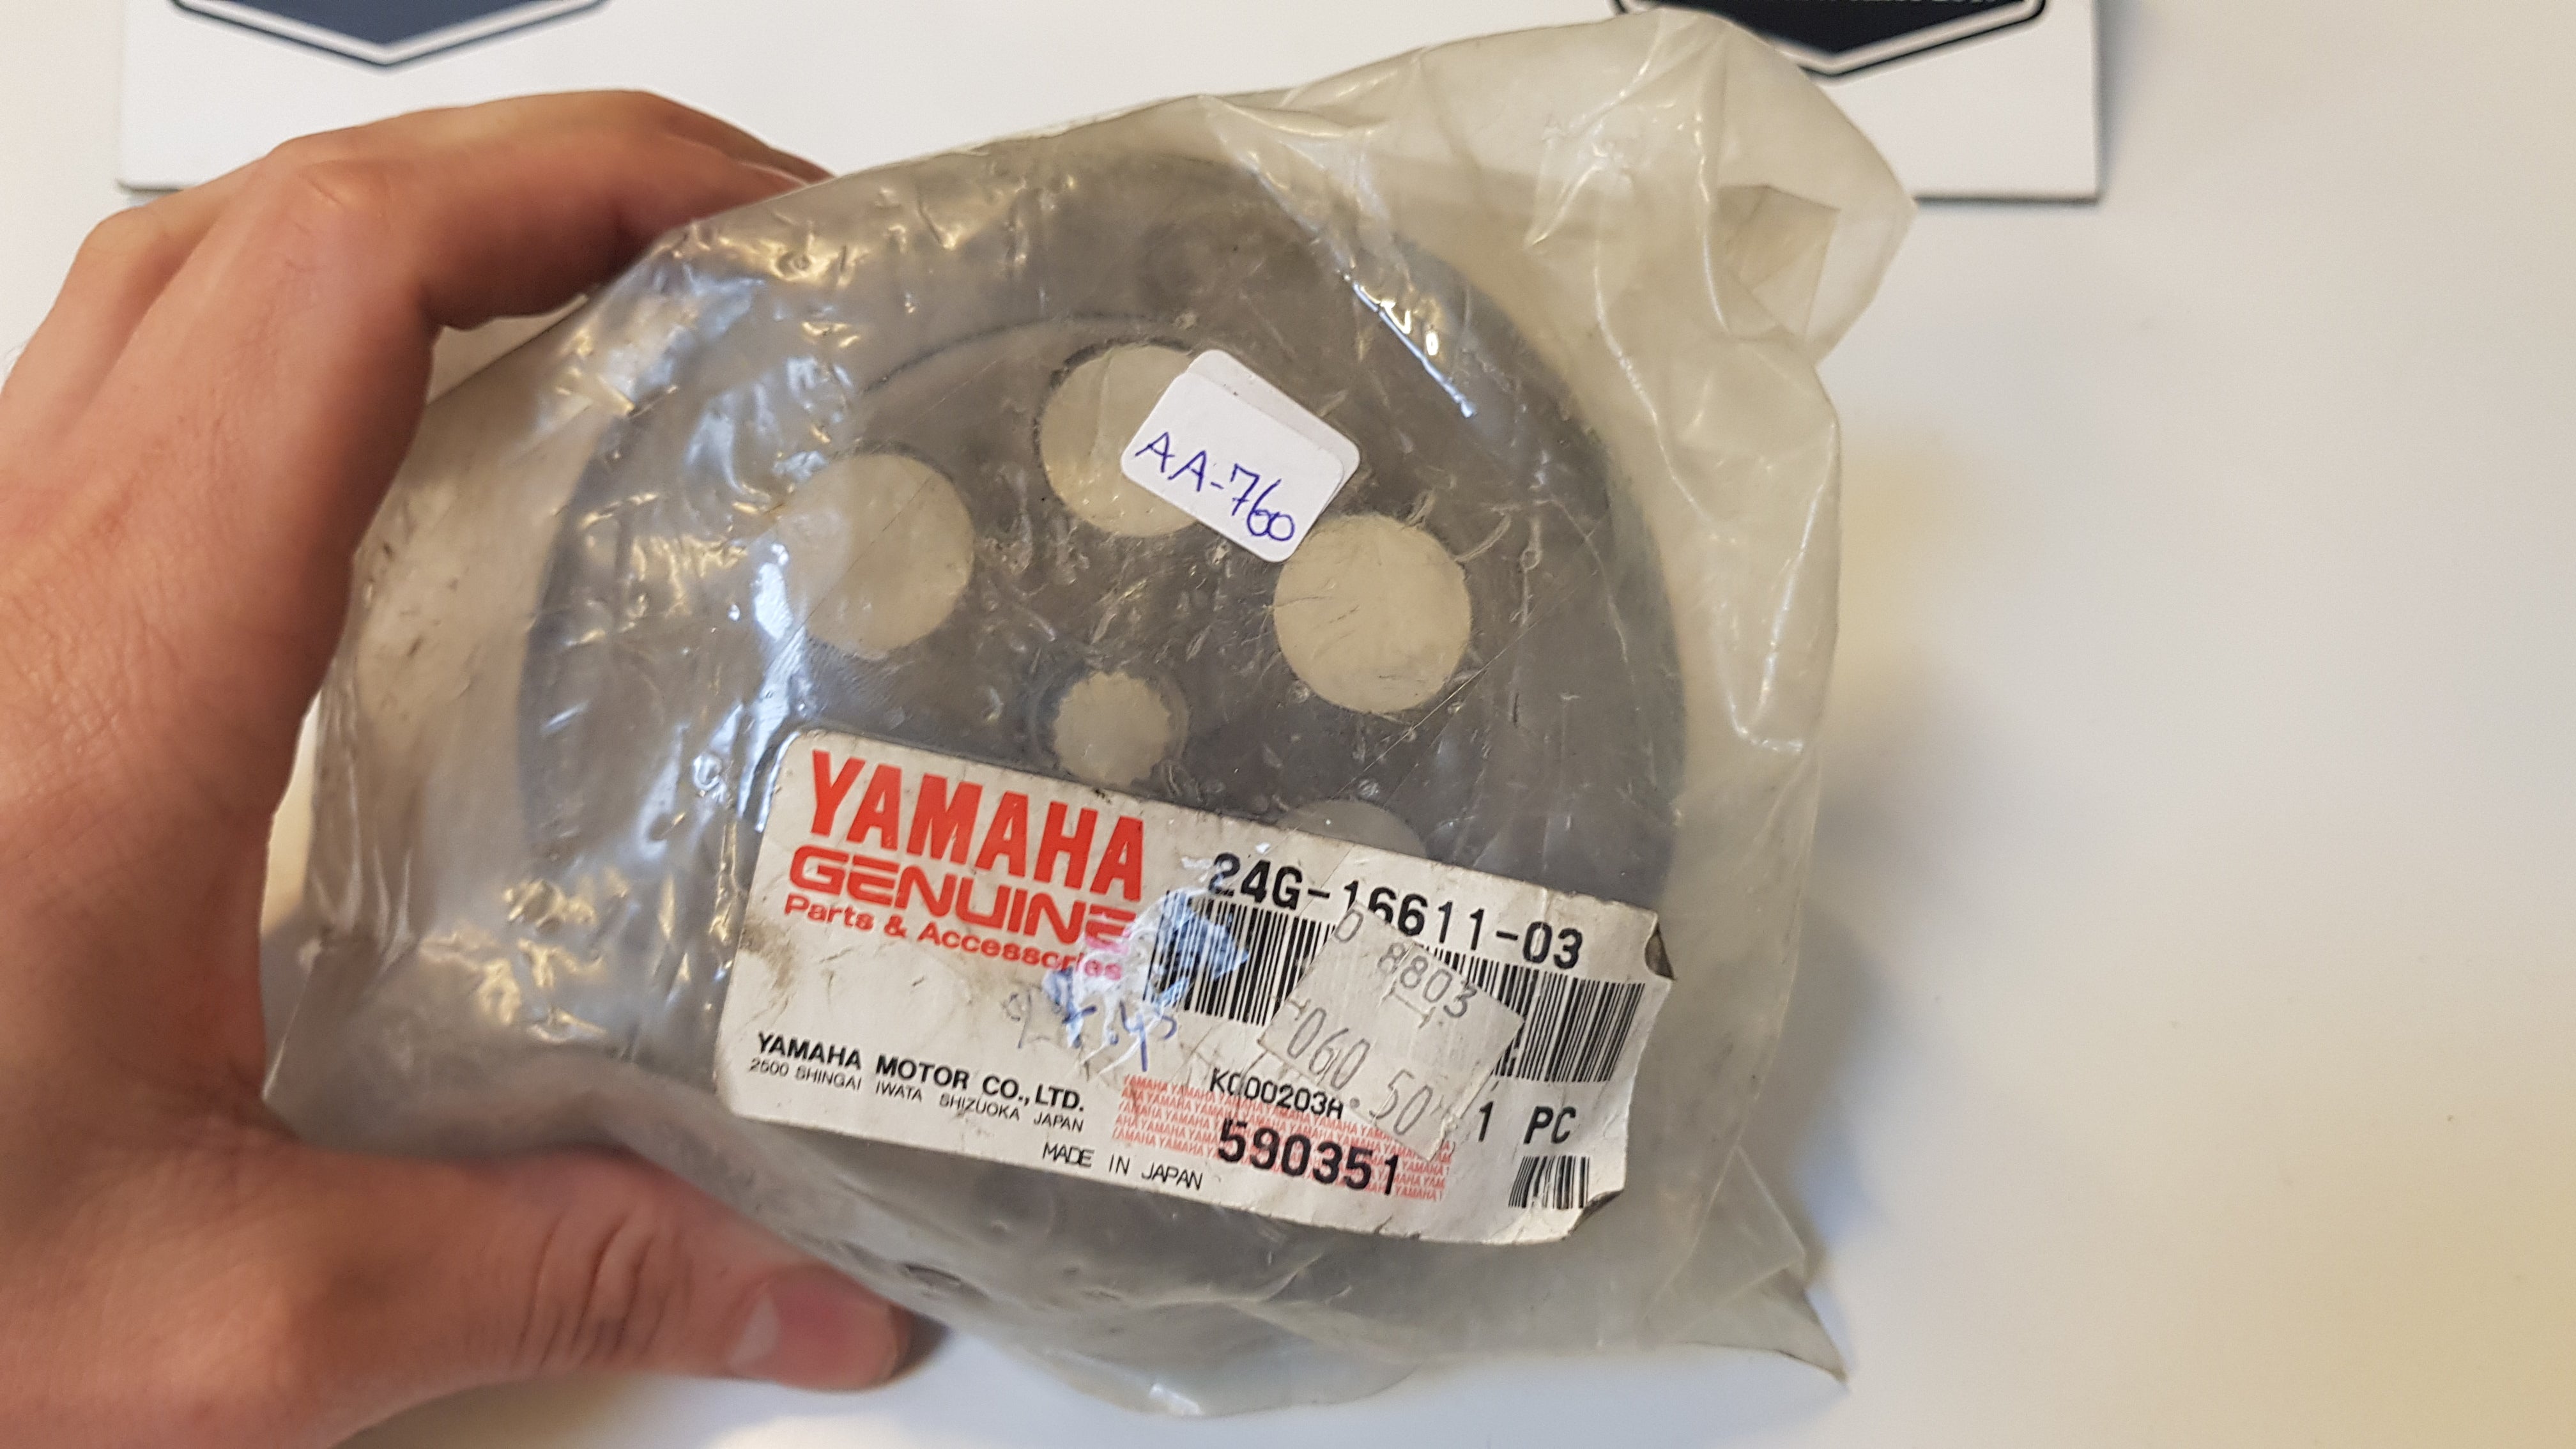 AA-760
YAMAHA
GENUINE
Parts & Accessories
24G-16611-03
8803
060.50
YAMAHA MOTOR CO., LTD.
2500 SHINGAI IWATA SHIZUOKA JAPAN
MADE IN JAPAN
K000203A
590351
1 PC